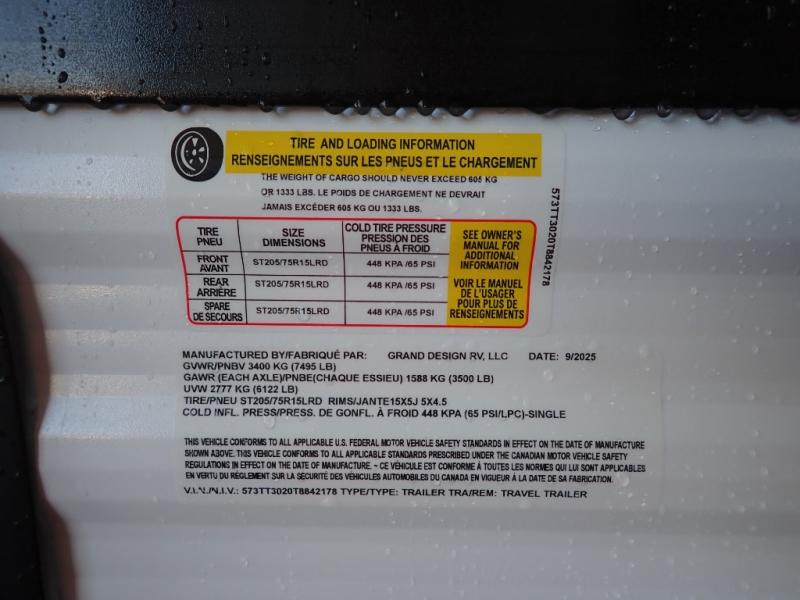 TIRE AND LOADING INFORMATION
RENSEIGNEMENTS SUR LES PNEUS ET LE CHARGEMENT
THE WEIGHT OF CARGO SHOULD NEVER EXCEED 605 KG
OR 1333 LBS. LE POIDS DE CHARGEMENT NE DEVRAIT
JAMAIS EXCÉDER 605 KG OU 1333 LBS.
TIRE PNEU SIZE DIMENSIONS COLD TIRE PRESSURE PRESSION DES PNEUS À FROID
FRONT AVANT ST205/75R15LRD 448 KPA /65 PSI
REAR ARRIÈRE ST205/75R15LRD 448 KPA /65 PSI
SPARE DE SECOURS ST205/75R15LRD 448 KPA /65 PSI
SEE OWNER'S
MANUAL FOR
ADDITIONAL
INFORMATION
VOIR LE MANUEL
DE L'USAGER
POUR PLUS DE
RENSEIGNEMENTS
573TT3020T8842178
MANUFACTURED BY/FABRIQUÉ PAR: GRAND DESIGN RV, LLC DATE: 9/2025
GVWR/PNBV 3400 KG (7495 LB)
GAWR (EACH AXLE)/PNBE(CHAQUE ESSIEU) 1588 KG (3500 LB)
UVW 2777 KG (6122 LB)
TIRE/PNEU ST205/75R15LRD RIMS/JANTE15X5J 5X4.5
COLD INFL. PRESS/PRESS. DE GONFL. À FROID 448 KPA (65 PSI/LPC)-SINGLE
THIS VEHICLE CONFORMS TO ALL APPLICABLE U.S. FEDERAL MOTOR VEHICLE SAFETY STANDARDS IN EFFECT ON THE DATE OF MANUFACTURE
SHOWN ABOVE. THIS VEHICLE CONFORMS TO ALL APPLICABLE STANDARDS PRESCRIBED UNDER THE CANADIAN MOTOR VEHICLE SAFETY
REGULATIONS IN EFFECT ON THE DATE OF MANUFACTURE. ~ CE VÉHICULE EST CONFORME À TOUTES LES NORMES QUI LUI SONT APPLICABLES
EN VERTU DU RÉGLEMENT SUR LA SÉCURITÉ DES VÉHICULES AUTOMOBILES DU CANADA EN VIGUEUR À LA DATE DE SA FABRICATION.
V.I.N./N.I.V.: 573TT3020T8842178 TYPE/TYPE: TRAILER TRA/REM: TRAVEL TRAILER